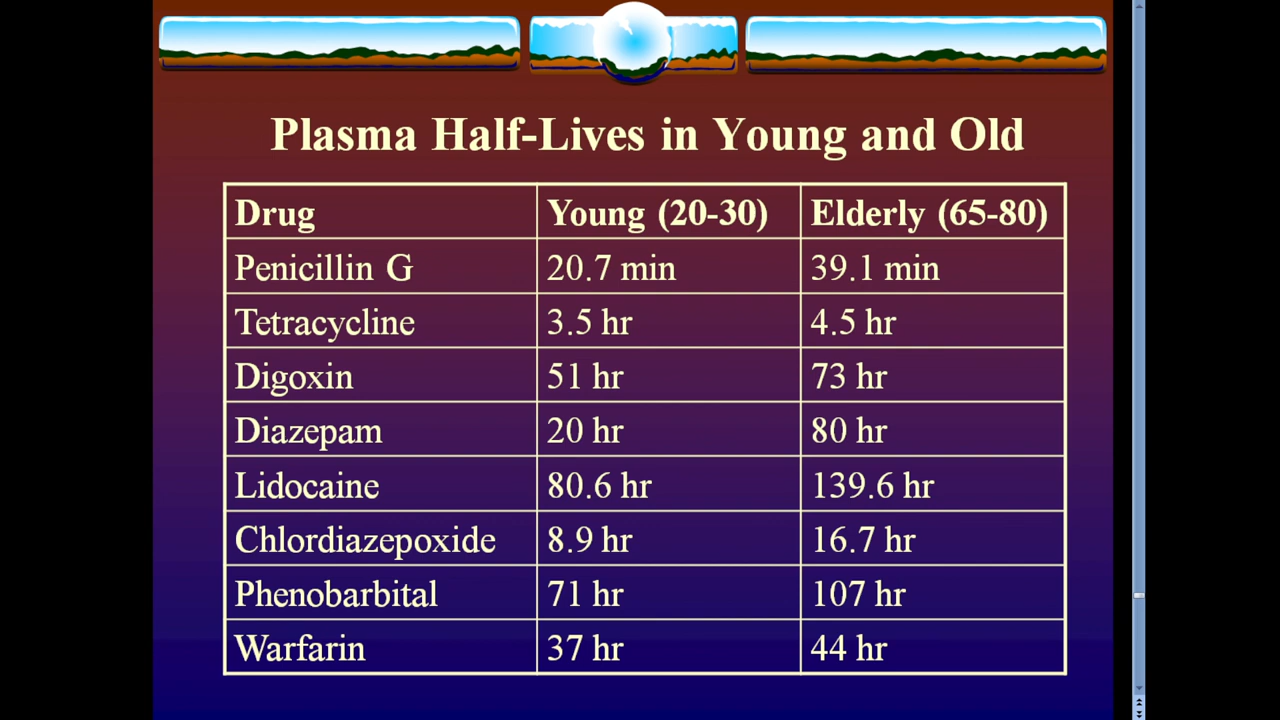 Plasma Half-Lives in Young and Old
Drug Young (20-30) Elderly (65-80)
Penicillin G 20.7 min 39.1 min
Tetracycline 3.5 hr 4.5 hr
Digoxin 51 hr 73 hr
Diazepam 20 hr 80 hr
Lidocaine 80.6 hr 139.6 hr
Chlordiazepoxide 8.9 hr 16.7 hr
Phenobarbital 71 hr 107 hr
Warfarin 37 hr 44 hr